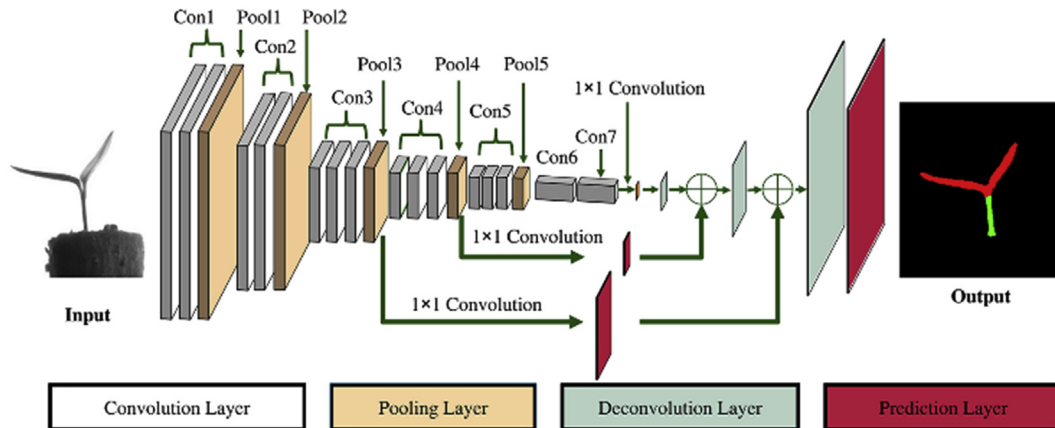 Con1
Pool1
Pool2
Con2
Pool3
Pool4
Pool5
1×1 Convolution
Con3
Con4
Con5
Con6
Con7
1×1 Convolution
1×1 Convolution
Input
Output
Convolution Layer
Pooling Layer
Deconvolution Layer
Prediction Layer